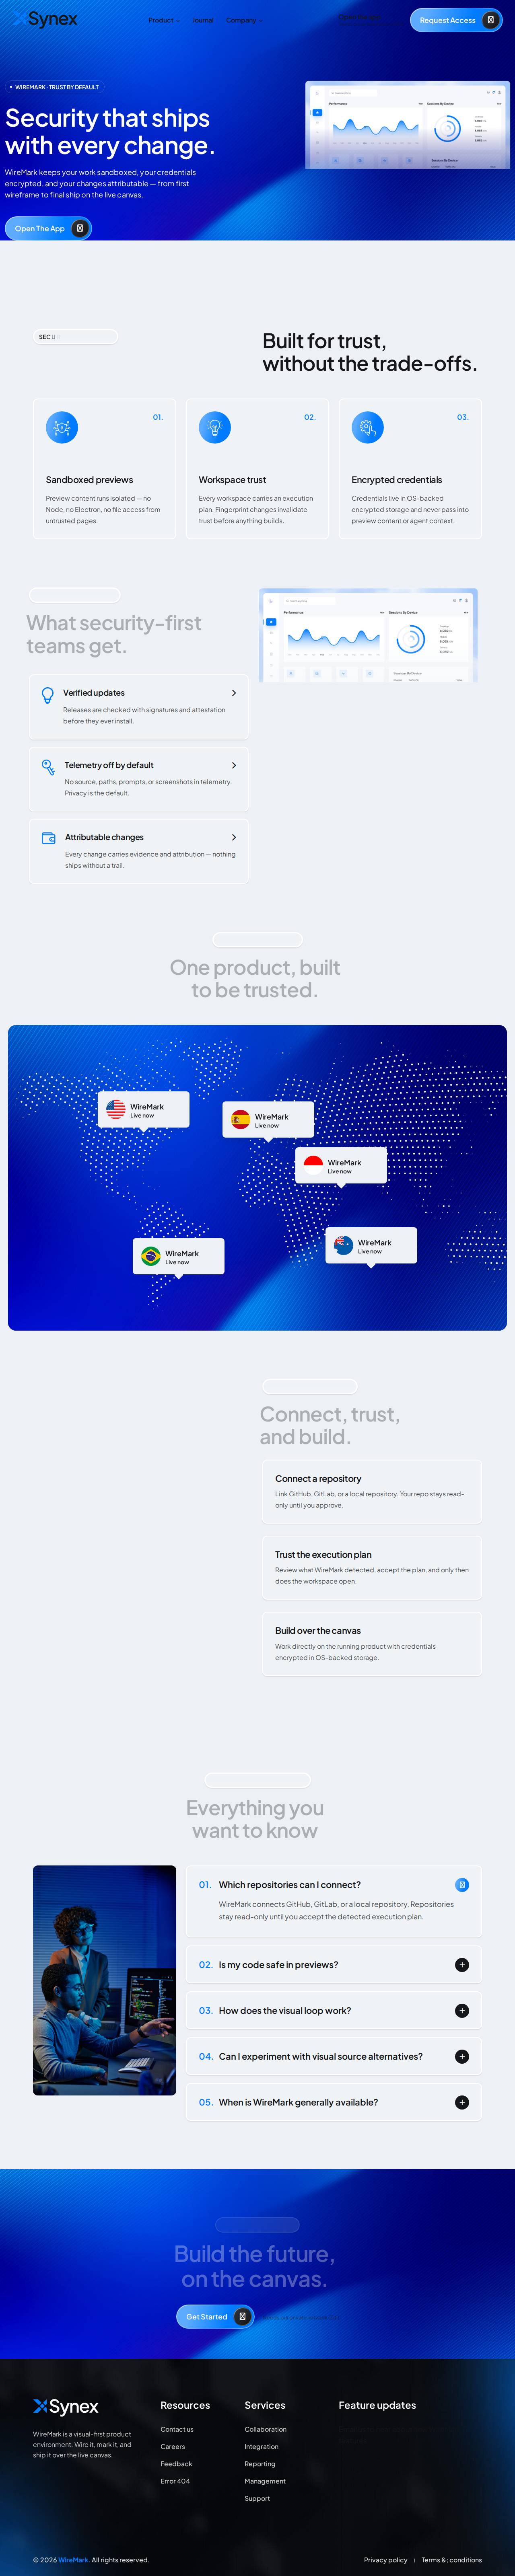 Synex
Product
Journal
Company
Request Access
WIREMARK · TRUST BY DEFAULT
Security that ships
with every change.
WireMark keeps your work sandboxed, your credentials
encrypted, and your changes attributable — from first
wireframe to final ship on the live canvas.
Open The App
Performance
Sessions By Device
SECU
Built for trust,
without the trade-offs.
01.
Sandboxed previews
Preview content runs isolated — no
Node, no Electron, no file access from
untrusted pages.
02.
Workspace trust
Every workspace carries an execution
plan. Fingerprint changes invalidate
trust before anything builds.
03.
Encrypted credentials
Credentials live in OS-backed
encrypted storage and never pass into
preview content or agent context.
What security-first
teams get.
Verified updates
Releases are checked with signatures and attestation
before they ever install.
Telemetry off by default
No source, paths, prompts, or screenshots in telemetry.
Privacy is the default.
Attributable changes
Every change carries evidence and attribution — nothing
ships without a trail.
Performance
Sessions By Device
Sessions By Device
One product, built
to be trusted.
WireMark
Live now
WireMark
Live now
WireMark
Live now
WireMark
Live now
WireMark
Live now
Connect, trust,
and build.
Connect a repository
Link GitHub, GitLab, or a local repository. Your repo stays read-
only until you approve.
Trust the execution plan
Review what WireMark detected, accept the plan, and only then
does the workspace open.
Build over the canvas
Work directly on the running product with credentials
encrypted in OS-backed storage.
Everything you
want to know
01. Which repositories can I connect?
WireMark connects GitHub, GitLab, or a local repository. Repositories
stay read-only until you accept the detected execution plan.
02. Is my code safe in previews?
03. How does the visual loop work?
04. Can I experiment with visual source alternatives?
05. When is WireMark generally available?
Build the future,
on the canvas.
Get Started
Synex
WireMark is a visual-first product
environment. Wire it, mark it, and
ship it over the live canvas.
Resources
Contact us
Careers
Feedback
Error 404
Services
Collaboration
Integration
Reporting
Management
Support
Feature updates
© 2026 WireMark. All rights reserved.
Privacy policy
Terms &; conditions